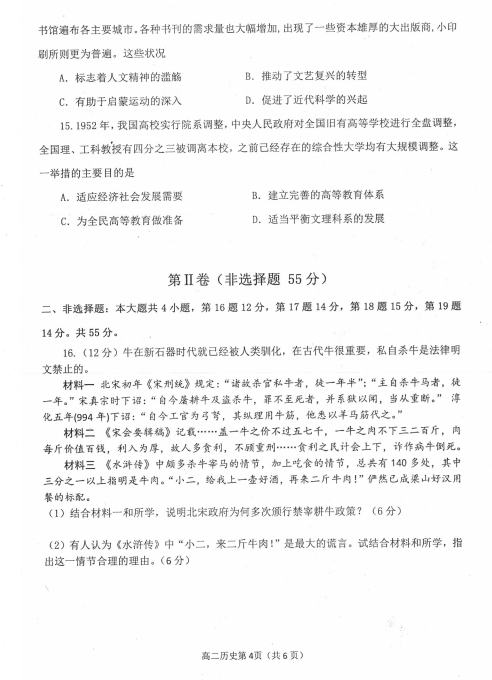 书馆遍布各主要城市。各种书刊的需求量也大幅增加,出现了一些资本雄厚的大出版商,小印
刷所则更为普遍。这些状况
A．标志着人文精神的滥觞 B．推动了文艺复兴的转型
C．有助于启蒙运动的深入 D．促进了近代科学的兴起
15.1952年,我国高校实行院系调整,中央人民政府对全国旧有高等学校进行全盘调整,
全国理、工科教授有四分之三被调离本校，之前已经存在的综合性大学均有大规模调整。这
一举措的主要目的是
A．适应经济社会发展需要 B．建立完善的高等教育体系
C．为全民高等教育做准备 D．适当平衡文理科系的发展
第Ⅱ卷（非选择题 55分）
二、非选择题：本大题共4小题，第16题12分，第17题14分，第18题15分，第19题
14分。共55分。
16.（12分）牛在新石器时代就已经被人类驯化，在古代牛很重要，私自杀牛是法律明
文禁止的。
材料一 北宋初年《宋刑统》规定：“诸故杀官私牛者，徒一年半”；“主自杀牛马者，徒
一年。”宋真宗时下诏：“自今屠耕牛及盗杀牛，罪不至死者，并系狱以闻，当从重断。” 淳
化五年(994年)下诏：“自今工官为弓弩，其纵理用牛筋，他悉以羊马筋代之。”
材料二 《宋会要辑稿》记载……盖一牛之价不过五七千，一牛之肉不下三二百斤，肉
每斤价值百钱，利入为厚，故人多贪利，不顾重刑……贪利之民计会上下，诈作病牛倒死。
材料三 《水浒传》中颇多杀牛宰马的情节，加上吃食的情节，总共有140多处，其中
三分之一以上指明是牛肉。“小二，给我上一壶好酒，再来二斤牛肉！”俨然已成梁山好汉用
餐的标配。
（1）结合材料一和所学，说明北宋政府为何多次颁行禁宰耕牛政策？（6分）
（2）有人认为《水浒传》中“小二，来二斤牛肉！”是最大的谎言。试结合材料和所学，指
出这一情节合理的理由。（6分）
高二历史第4页（共6页）